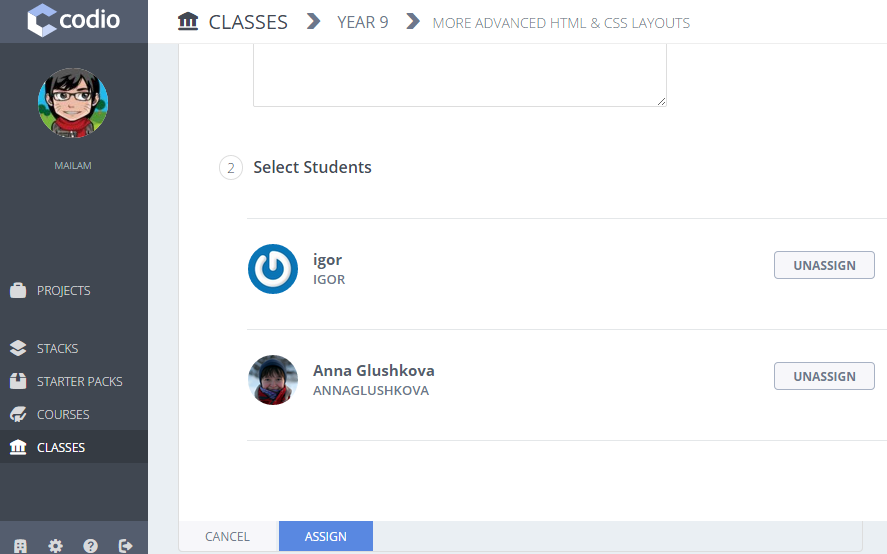 codio
CLASSES YEAR 9 MORE ADVANCED HTML & CSS LAYOUTS
MAILAM
PROJECTS
STACKS
STARTER PACKS
COURSES
CLASSES
2 Select Students
igor
IGOR
UNASSIGN
Anna Glushkova
ANNAGLUSHKOVA
UNASSIGN
CANCEL ASSIGN